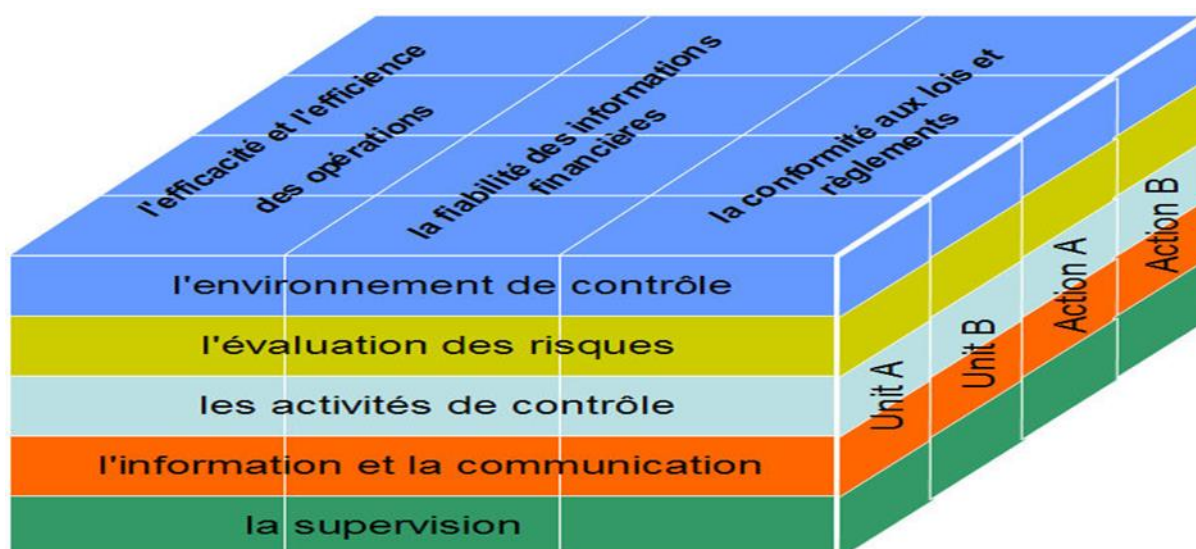 l'efficacité et l'efficience
des opérations
la fiabilité des informations
financières
la conformité aux lois et
règlements
l'environnement de contrôle
l'évaluation des risques
les activités de contrôle
l'information et la communication
la supervision
Unit A
Unit B
Action A
Action B